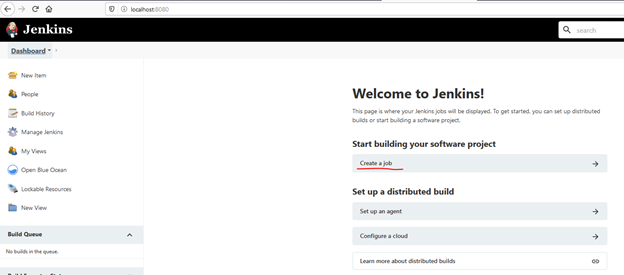 localhost:8080
Jenkins
search
Dashboard
New Item
People
Build History
Manage Jenkins
My Views
Open Blue Ocean
Lockable Resources
New View
Build Queue
No builds in the queue.
Welcome to Jenkins!
This page is where your Jenkins jobs will be displayed. To get started, you can set up distributed
builds or start building a software project.
Start building your software project
Create a job
Set up a distributed build
Set up an agent
Configure a cloud
Learn more about distributed builds